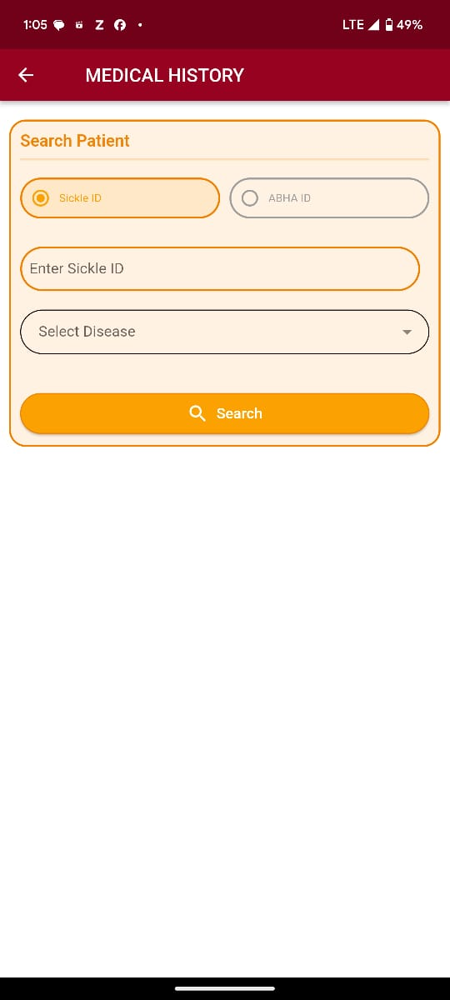 1:05 Z LTE 49%
MEDICAL HISTORY
Search Patient
Sickle ID ABHA ID
Enter Sickle ID
Select Disease
Search